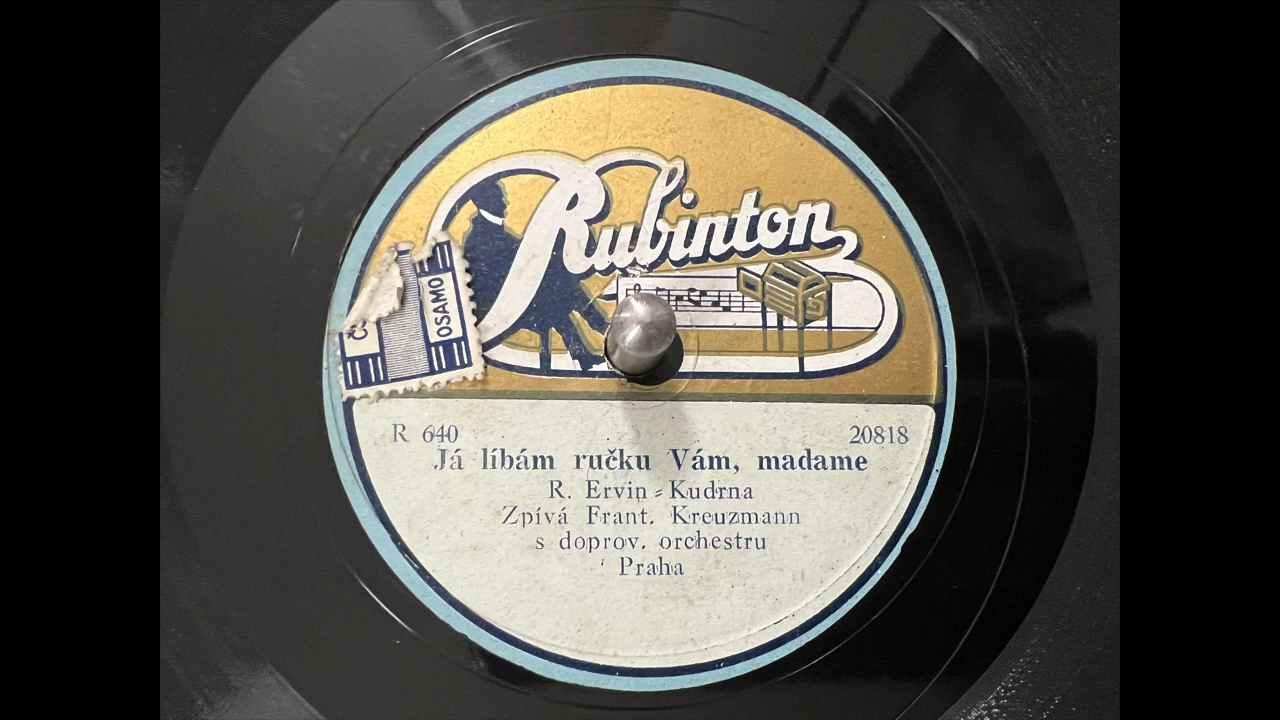 Rubinton
OSAMO
R 640
20818
Já líbám ručku Vám, madame
R. Ervin - Kudrna
Zpívá Frant. Kreuzmann
s doprov. orchestru
Praha